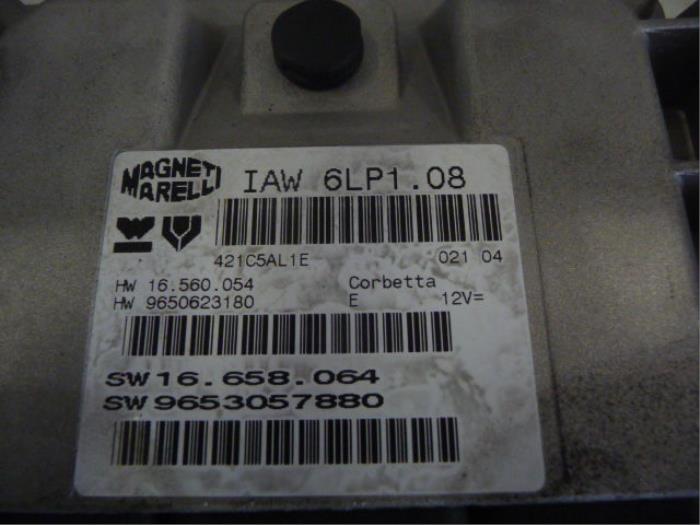 MAGNETI MARELLI IAW 6LP1.08
421C5AL1E 021 04
HW 16.560.054 Corbetta
HW 9650623180 E 12V=
SW 16.658.064
SW 9653057880